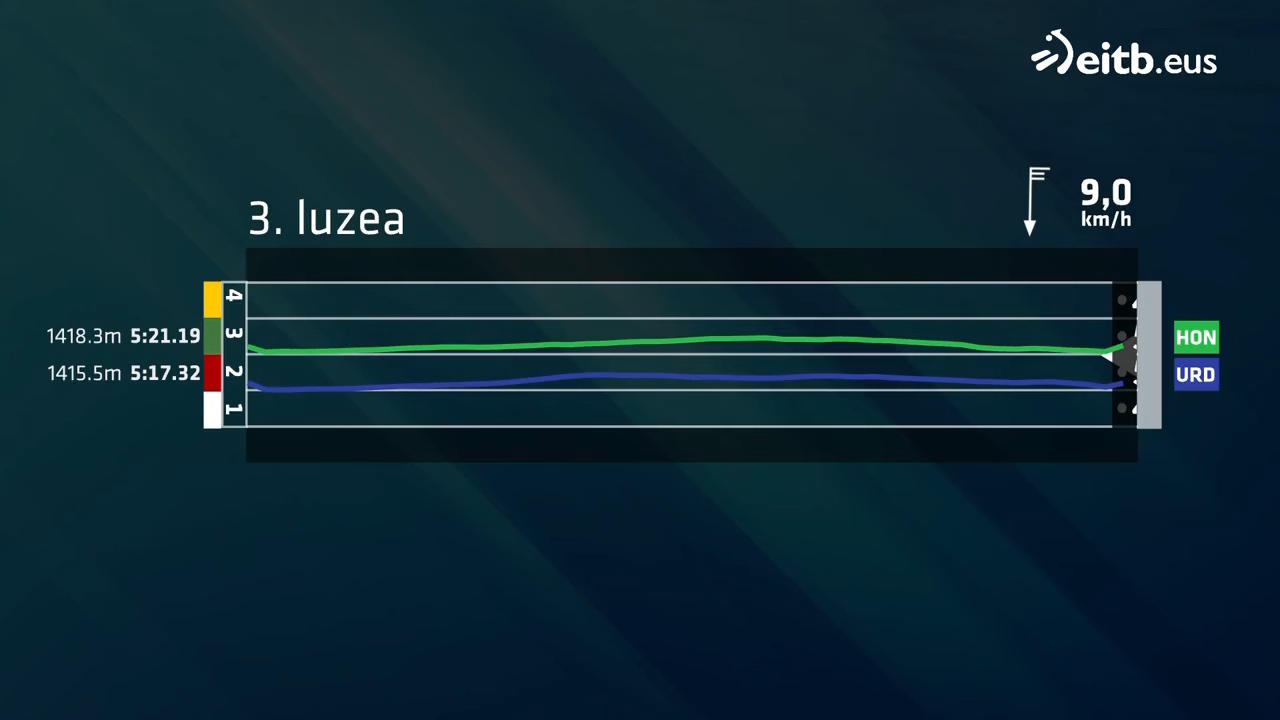 eitb.eus
9,0
km/h
3. luzea
4
1418.3m 5:21.19 3 HON
1415.5m 5:17.32 2 URD
1